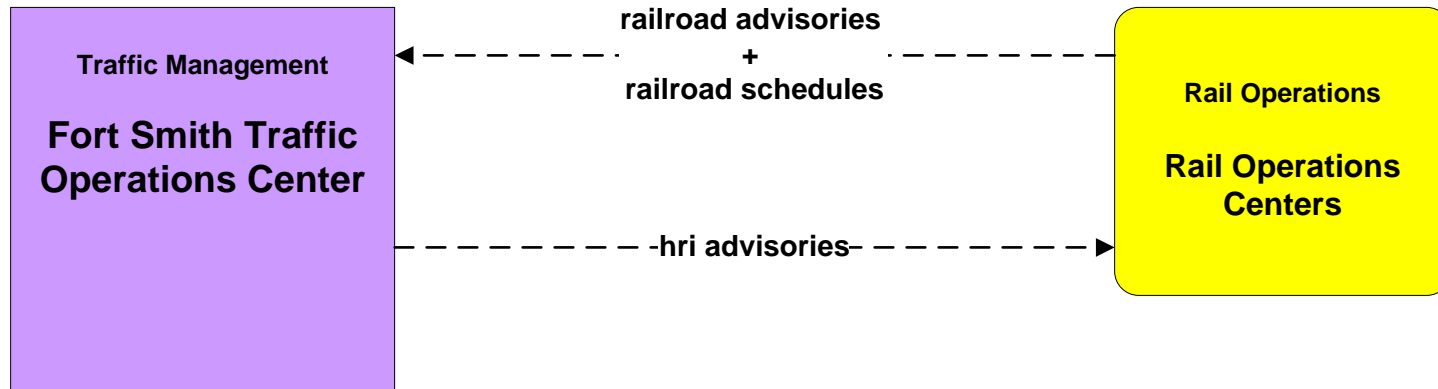 Traffic Management
Fort Smith Traffic
Operations Center
railroad advisories
+
railroad schedules
hri advisories
Rail Operations
Rail Operations
Centers